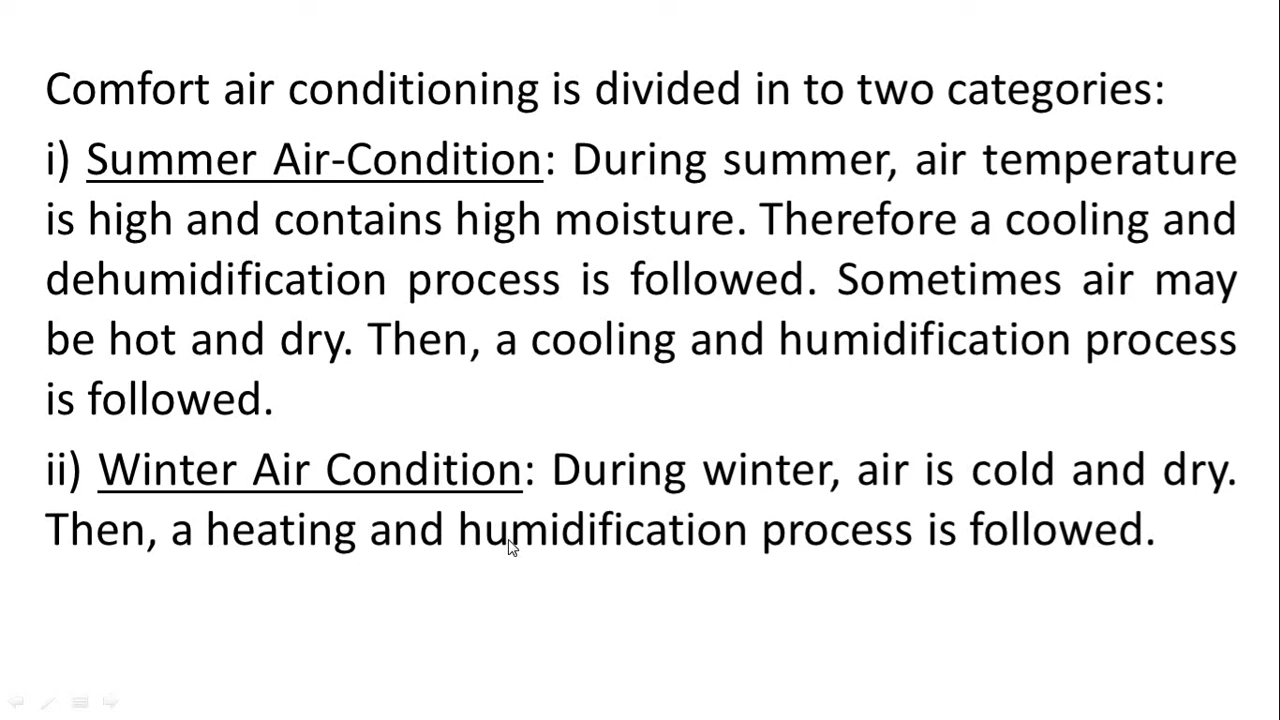 Comfort air conditioning is divided in to two categories:
i) Summer Air-Condition: During summer, air temperature
is high and contains high moisture. Therefore a cooling and
dehumidification process is followed. Sometimes air may
be hot and dry. Then, a cooling and humidification process
is followed.
ii) Winter Air Condition: During winter, air is cold and dry.
Then, a heating and humidification process is followed.